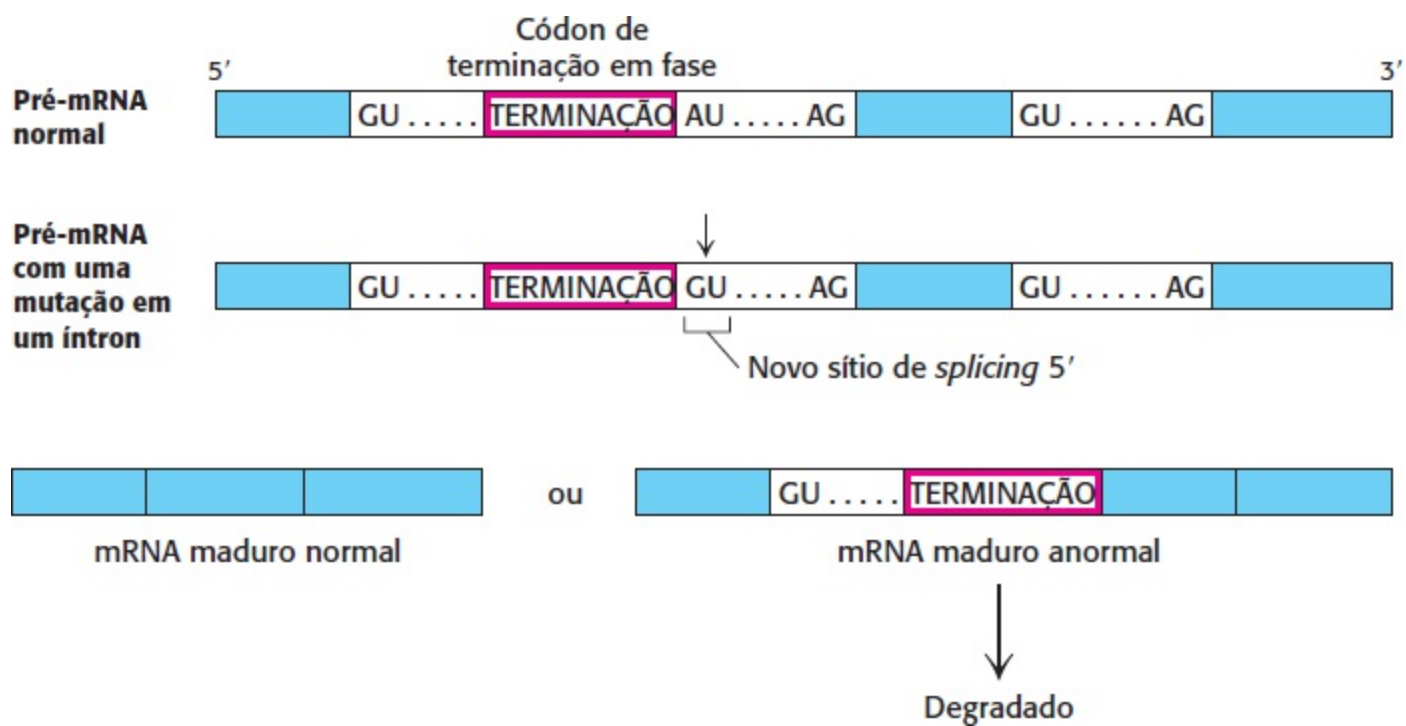 Códon de
terminação em fase
5′ 3′
Pré-mRNA
normal
GU ..... TERMINAÇÃO AU ..... AG GU ...... AG
Pré-mRNA
com uma
mutação em
um íntron
GU ..... TERMINAÇÃO GU ..... AG GU ...... AG
Novo sítio de splicing 5′
ou
GU ..... TERMINAÇÃO
mRNA maduro normal
mRNA maduro anormal
Degradado